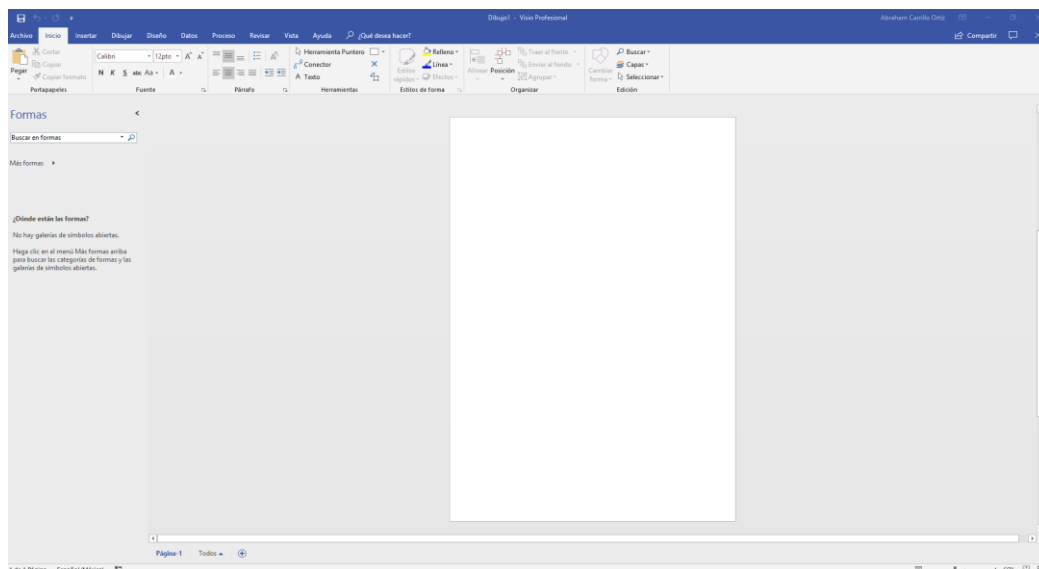 Dibujo1 - Visio Profesional
Abraham Carrillo Ortiz
Archivo Inicio Insertar Dibujar Diseño Datos Proceso Revisar Vista Ayuda ¿Qué desea hacer?
Compartir
Pegar
Cortar
Copiar
Copiar formato
Portapapeles
Calibri 12pto
N K S abc Aa A
Fuente
Párrafo
Herramienta Puntero
Conector
A Texto
Herramientas
Estilos rápidos
Relleno
Línea
Efectos
Estilos de forma
Alinear
Posición
Traer al frente
Enviar al fondo
Agrupar
Organizar
Cambiar forma
Buscar
Capas
Seleccionar
Edición
Formas
Buscar en formas
Más formas
¿Dónde están las formas?
No hay galerías de símbolos abiertas.
Haga clic en el menú Más formas arriba
para buscar las categorías de formas y las
galerías de símbolos abiertas.
Página-1 Todos